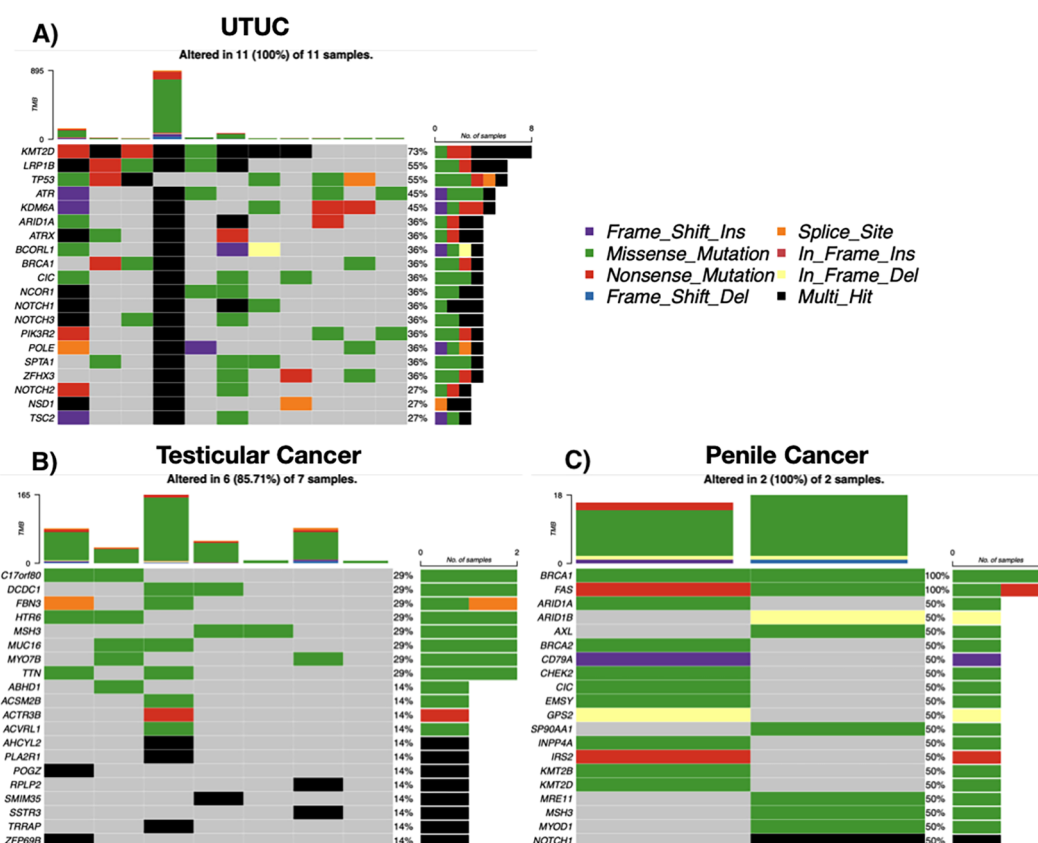 A)
UTUC
Altered in 11 (100%) of 11 samples.
895
TMB
0
0 8
No. of samples
KMT2D 73%
LRP1B 55%
TP53 55%
ATR 45%
KDM6A 45%
ARID1A 36%
ATRX 36%
BCORL1 36%
BRCA1 36%
CIC 36%
NCOR1 36%
NOTCH1 36%
NOTCH3 36%
PIK3R2 36%
POLE 36%
SPTA1 36%
ZFHX3 36%
NOTCH2 27%
NSD1 27%
TSC2 27%
Frame_Shift_Ins Splice_Site
Missense_Mutation In_Frame_Ins
Nonsense_Mutation In_Frame_Del
Frame_Shift_Del Multi_Hit
B)
Testicular Cancer
Altered in 6 (85.71%) of 7 samples.
165
TMB
0
0 2
No. of samples
C17orf80 29%
DCDC1 29%
FBN3 29%
HTR6 29%
MSH3 29%
MUC16 29%
MYO7B 29%
TTN 29%
ABHD1 14%
ACSM2B 14%
ACTR3B 14%
ACVRL1 14%
AHCYL2 14%
PLA2R1 14%
POGZ 14%
RPLP2 14%
SMIM35 14%
SSTR3 14%
TRRAP 14%
ZFP69B 14%
C)
Penile Cancer
Altered in 2 (100%) of 2 samples.
18
TMB
0
0
No. of samples
BRCA1 100%
FAS 100%
ARID1A 50%
ARID1B 50%
AXL 50%
BRCA2 50%
CD79A 50%
CHEK2 50%
CIC 50%
EMSY 50%
GPS2 50%
SP90AA1 50%
INPP4A 50%
IRS2 50%
KMT2B 50%
KMT2D 50%
MRE11 50%
MSH3 50%
MYOD1 50%
NOTCH1 50%